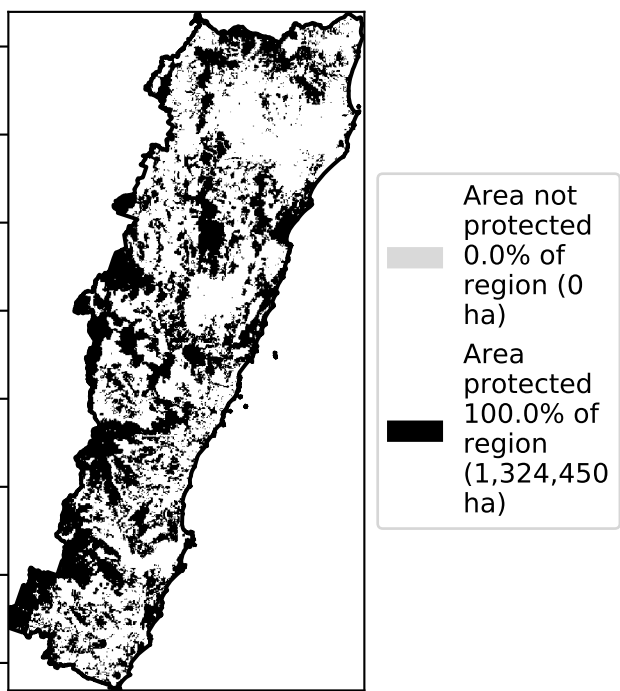 Area not
protected
0.0% of
region (0
ha)
Area
protected
100.0% of
region
(1,324,450
ha)